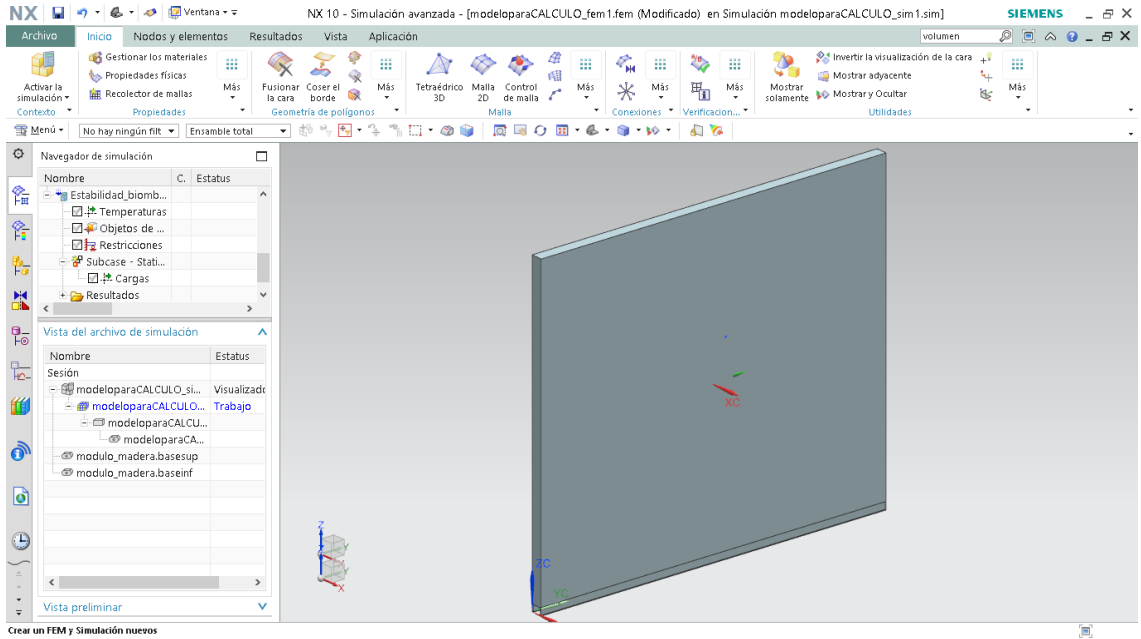 NX Ventana NX 10 - Simulación avanzada - [modeloparaCALCULO_fem1.fem (Modificado) en Simulación modeloparaCALCULO_sim1.sim] SIEMENS
Archivo Inicio Nodos y elementos Resultados Vista Aplicación volumen
Gestionar los materiales
Propiedades físicas
Recolector de mallas
Activar la simulación
Más
Fusionar la cara
Coser el borde
Más
Tetraédrico 3D
Malla 2D
Control de malla
Más
Más
Más
Mostrar solamente
Invertir la visualización de la cara
Mostrar adyacente
Mostrar y Ocultar
Más
Contexto Propiedades Geometría de polígonos Malla Conexiones Verificacion... Utilidades
Menú No hay ningún filt Ensamble total
Navegador de simulación
Nombre C. Estatus
Estabilidad_biomb...
Temperaturas
Objetos de ...
Restricciones
Subcase - Stati...
Cargas
Resultados
Vista del archivo de simulación
Nombre Estatus
Sesión
modeloparaCALCULO_si... Visualizado
modeloparaCALCULO... Trabajo
modeloparaCALCU...
modeloparaCA...
modulo_madera.basesup
modulo_madera.baseinf
Vista preliminar
XC
ZC
YC
Z
Y
Y
X
Crear un FEM y Simulación nuevos